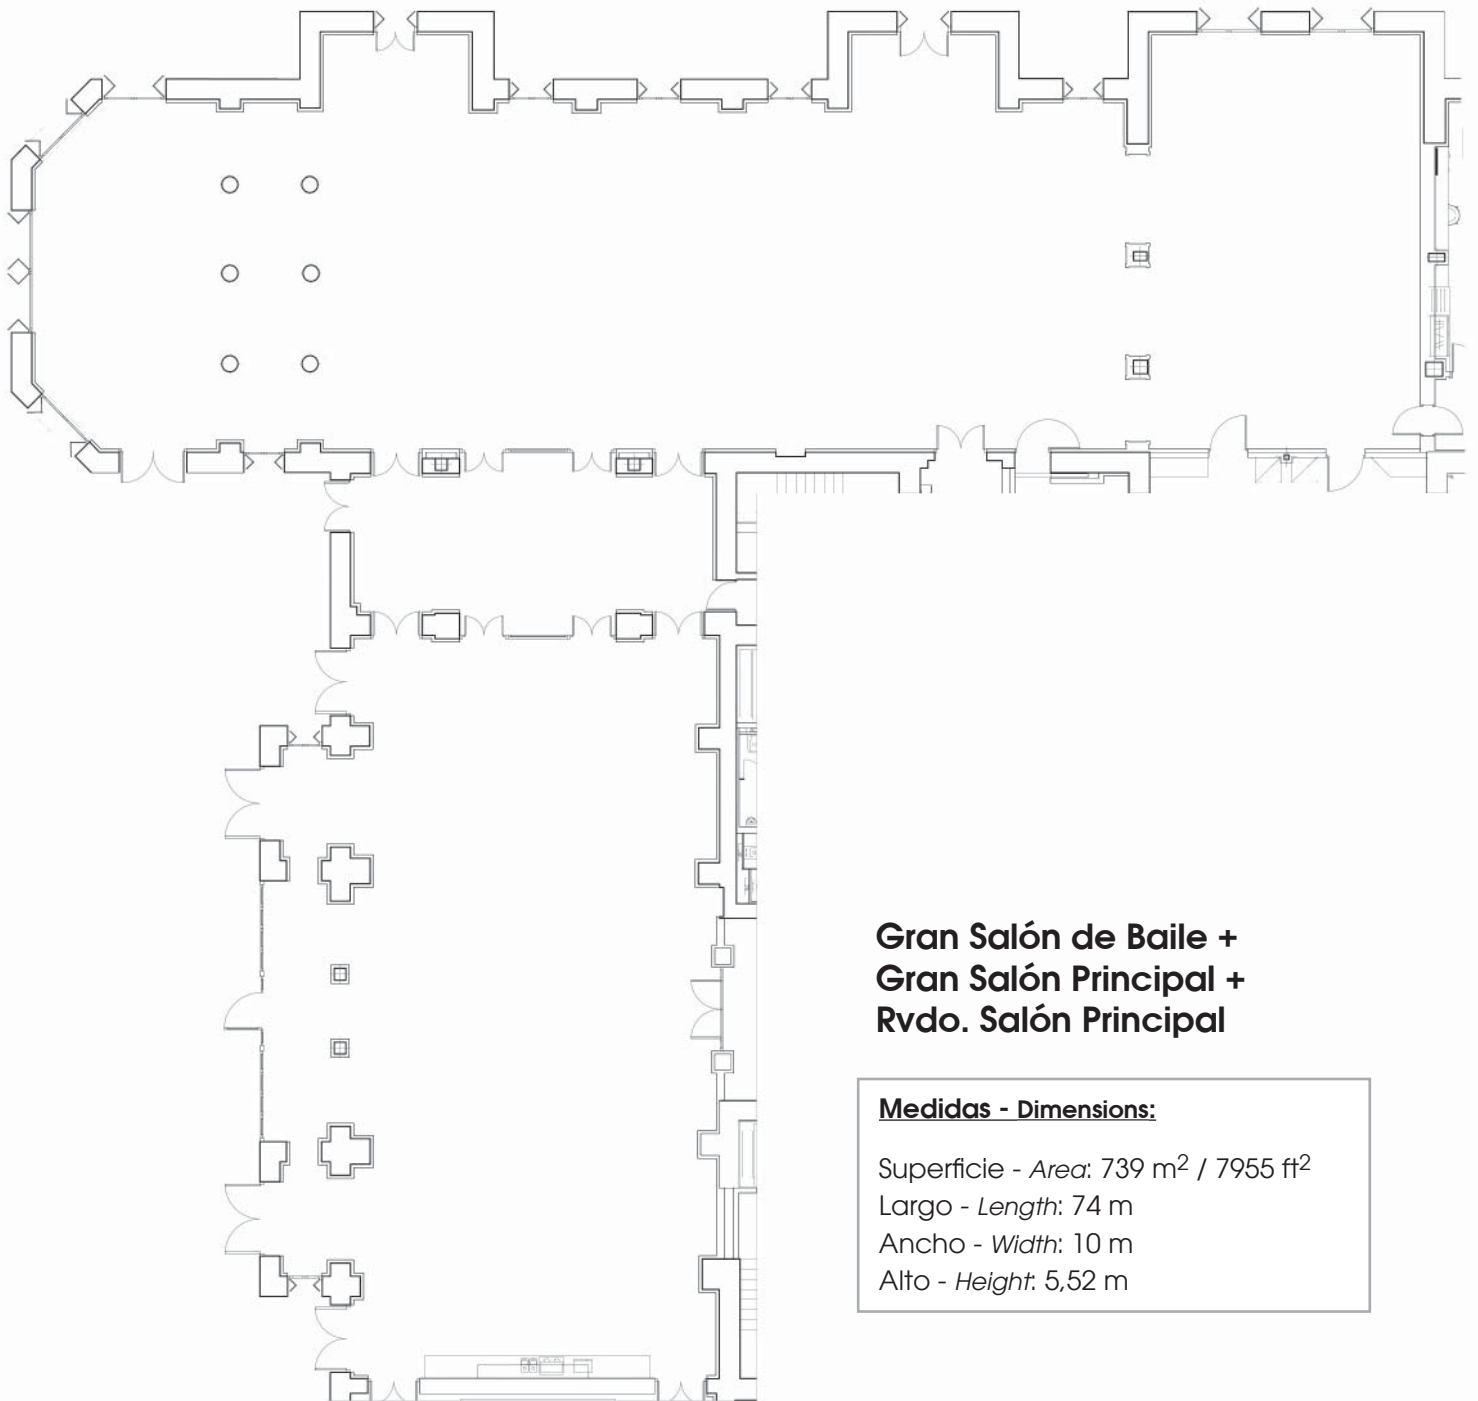 Gran Salón de Baile +
Gran Salón Principal +
Rvdo. Salón Principal
Medidas - Dimensions:
Superficie - Area: 739 m² / 7955 ft²
Largo - Length: 74 m
Ancho - Width: 10 m
Alto - Height: 5,52 m